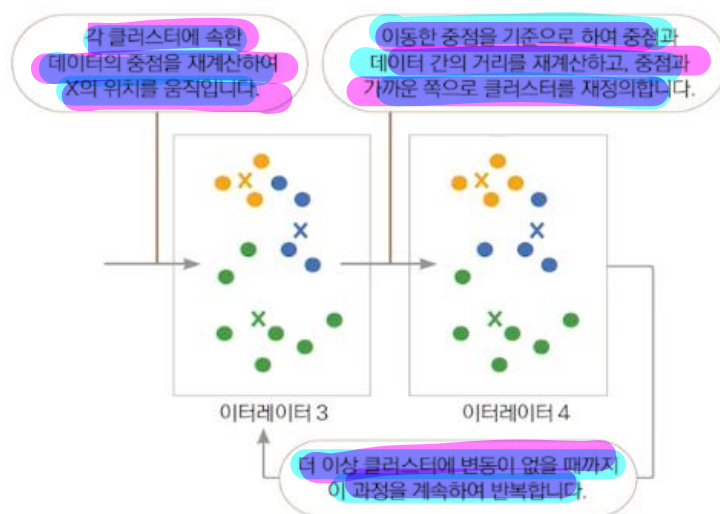 각 클러스터에 속한
데이터의 중점을 재계산하여
X의 위치를 움직입니다.
이동한 중점을 기준으로 하여 중점과
데이터 간의 거리를 재계산하고, 중점과
가까운 쪽으로 클러스터를 재정의합니다.
이터레이터 3
이터레이터 4
더 이상 클러스터에 변동이 없을 때까지
이 과정을 계속하여 반복합니다.